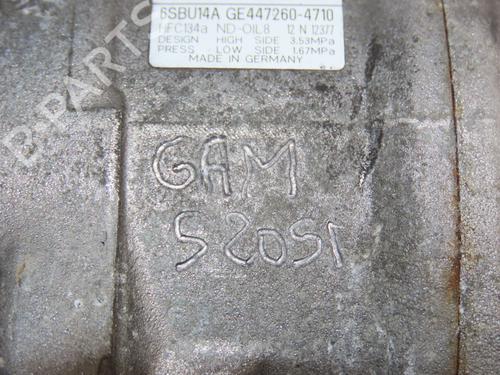 6SBU14A GE447260-4710
HFC134a ND-OIL8 12 N 12377
DESIGN HIGH SIDE 3.53MPa
PRESS LOW SIDE 1.67MPa
MADE IN GERMANY
B-PARTS
GAM
S20S1